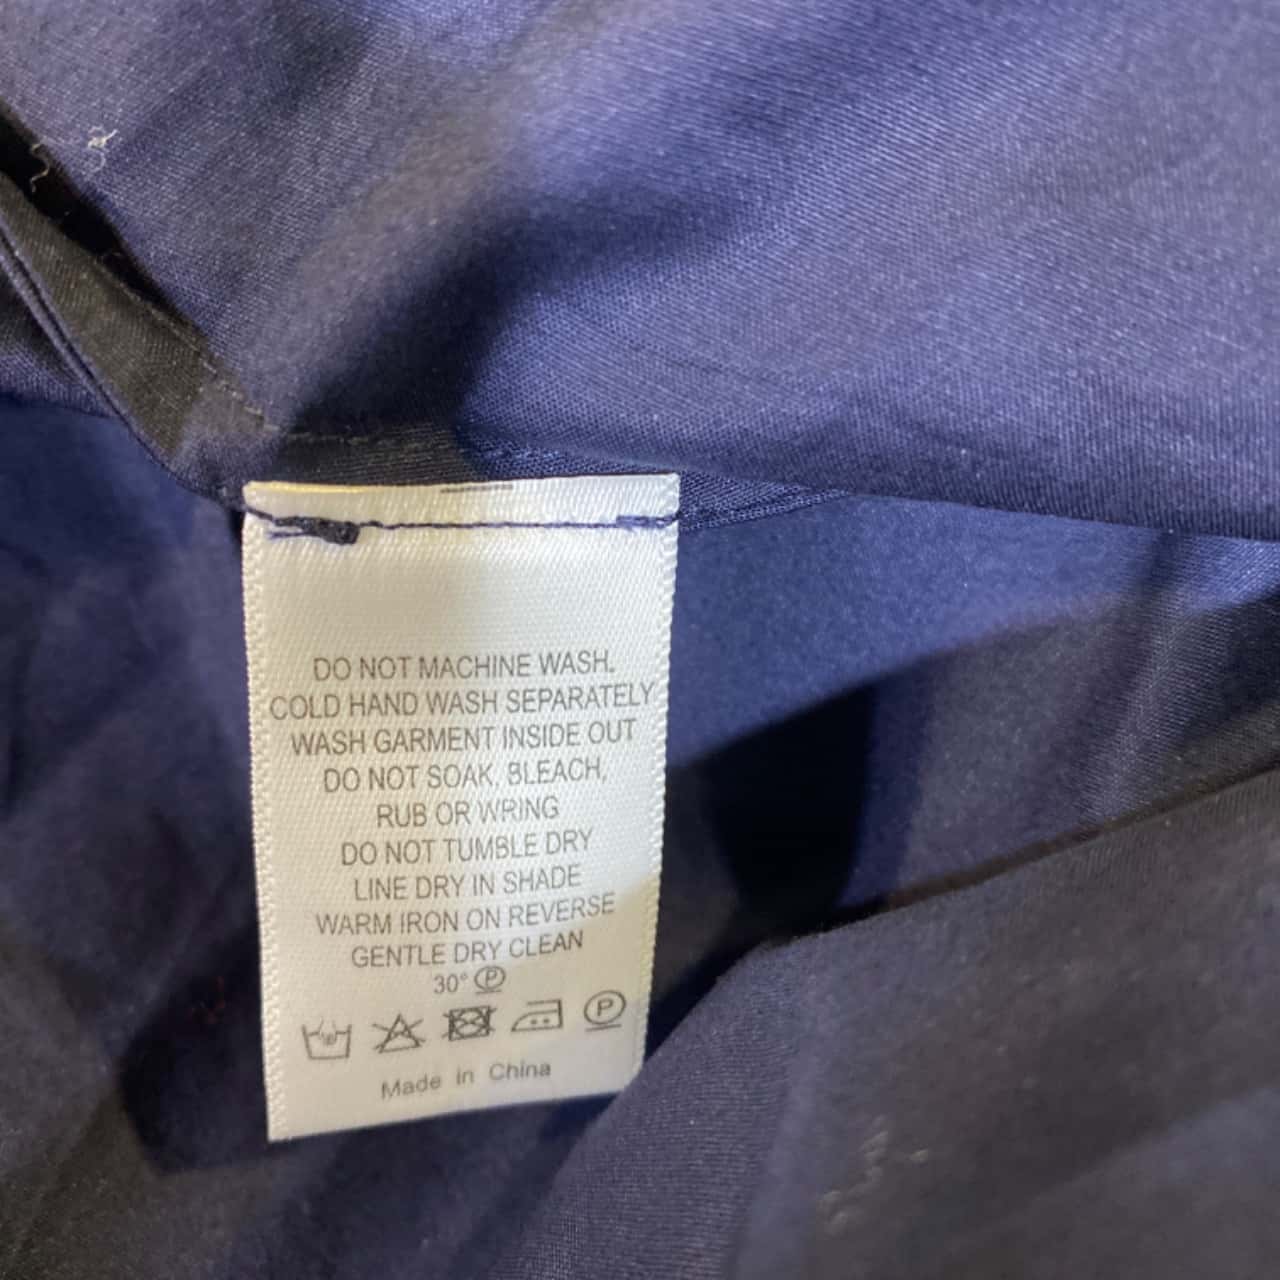 DO NOT MACHINE WASH.
COLD HAND WASH SEPARATELY
WASH GARMENT INSIDE OUT
DO NOT SOAK, BLEACH,
RUB OR WRING
DO NOT TUMBLE DRY
LINE DRY IN SHADE
WARM IRON ON REVERSE
GENTLE DRY CLEAN
30° P
P
Made in China